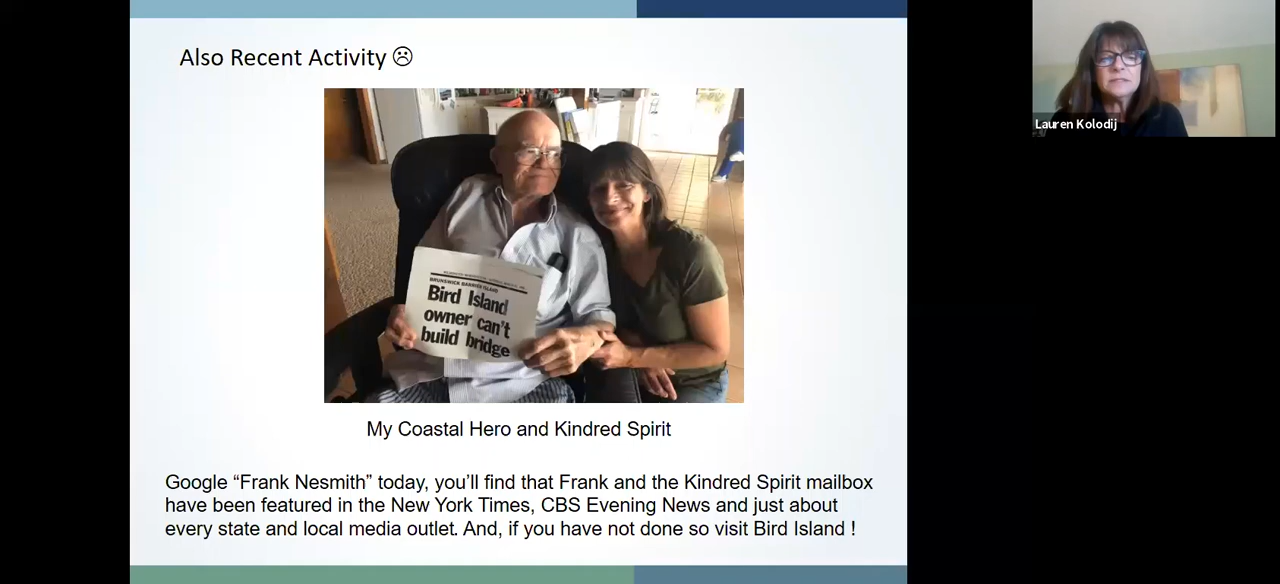 Also Recent Activity ☹
Lauren Kolodij
BRUNSWICK BARRIER ISLAND
Bird Island
owner can't
build bridge
My Coastal Hero and Kindred Spirit
Google “Frank Nesmith” today, you’ll find that Frank and the Kindred Spirit mailbox
have been featured in the New York Times, CBS Evening News and just about
every state and local media outlet. And, if you have not done so visit Bird Island !